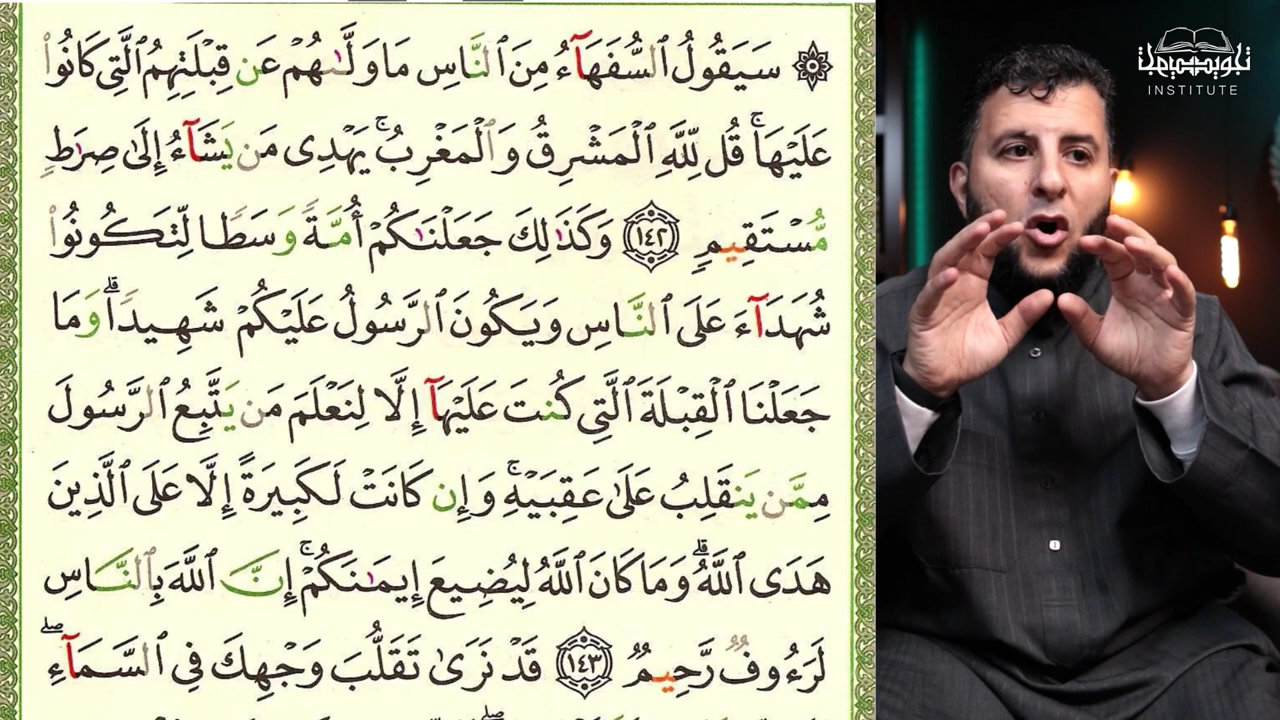 ۞ سَيَقُولُ ٱلسُّفَهَآءُ مِنَ ٱلنَّاسِ مَا وَلَّىٰهُمْ عَن قِبْلَتِهِمُ ٱلَّتِى كَانُوا۟
عَلَيْهَا ۚ قُل لِّلَّهِ ٱلْمَشْرِقُ وَٱلْمَغْرِبُ ۚ يَهْدِى مَن يَشَآءُ إِلَىٰ صِرَٰطٍ
مُّسْتَقِيمٍ ١٤٢ وَكَذَٰلِكَ جَعَلْنَٰكُمْ أُمَّةً وَسَطًا لِّتَكُونُوا۟
شُهَدَآءَ عَلَى ٱلنَّاسِ وَيَكُونَ ٱلرَّسُولُ عَلَيْكُمْ شَهِيدًا ۗ وَمَا
جَعَلْنَا ٱلْقِبْلَةَ ٱلَّتِى كُنتَ عَلَيْهَآ إِلَّا لِنَعْلَمَ مَن يَتَّبِعُ ٱلرَّسُولَ
مِمَّن يَنقَلِبُ عَلَىٰ عَقِبَيْهِ ۚ وَإِن كَانَتْ لَكَبِيرَةً إِلَّا عَلَى ٱلَّذِينَ
هَدَى ٱللَّهُ ۗ وَمَا كَانَ ٱللَّهُ لِيُضِيعَ إِيمَٰنَكُمْ ۚ إِنَّ ٱللَّهَ بِٱلنَّاسِ
لَرَءُوفٌ رَّحِيمٌ ١٤٣ قَدْ نَرَىٰ تَقَلُّبَ وَجْهِكَ فِى ٱلسَّمَآءِ ۖ
INSTITUTE